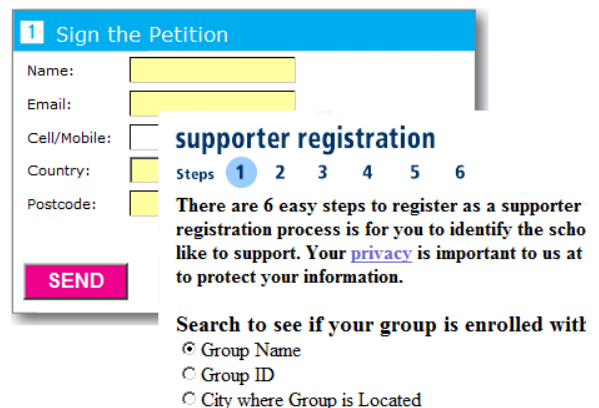 1 Sign the Petition
Name:
Email:
Cell/Mobile:
Country:
Postcode:
SEND
supporter registration
Steps 1 2 3 4 5 6
There are 6 easy steps to register as a supporter
registration process is for you to identify the scho
like to support. Your privacy is important to us at
to protect your information.
Search to see if your group is enrolled with
Group Name
Group ID
City where Group is Located